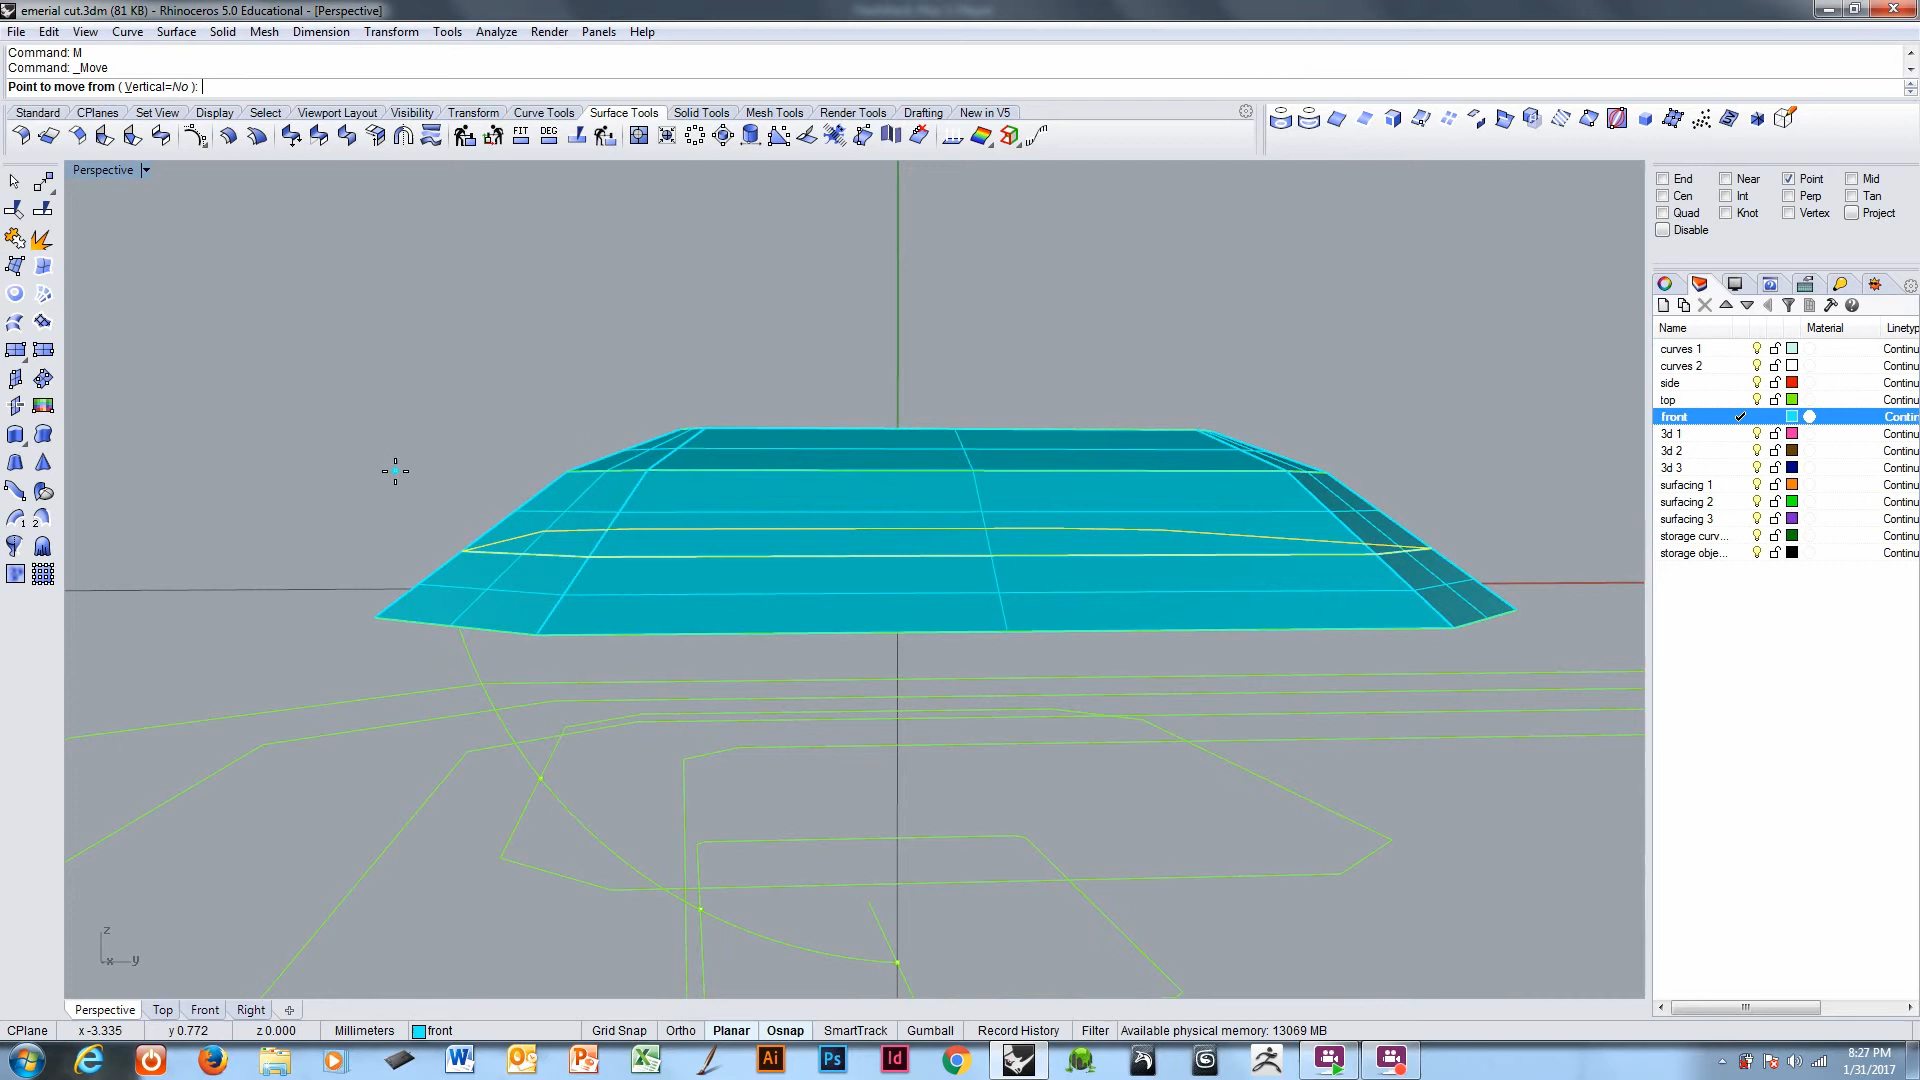 emerial cut.3dm (81 KB) - Rhinoceros 5.0 Educational - [Perspective]
File Edit View Curve Surface Solid Mesh Dimension Transform Tools Analyze Render Panels Help
Command: M
Command: _Move
Point to move from ( Vertical=No ):
Standard CPlanes Set View Display Select Viewport Layout Visibility Transform Curve Tools Surface Tools Solid Tools Mesh Tools Render Tools Drafting New in V5
FIT DEG
Perspective
End Near Point Mid
Cen Int Perp Tan
Quad Knot Vertex Project
Disable
Name Material Linetyp
curves 1 Continu
curves 2 Continu
side Continu
top Continu
front Contin
3d 1 Continu
3d 2 Continu
3d 3 Continu
surfacing 1 Continu
surfacing 2 Continu
surfacing 3 Continu
storage curv... Continu
storage obje... Continu
1 2
z
x y
Perspective Top Front Right
CPlane x -3.335 y 0.772 z 0.000 Millimeters front Grid Snap Ortho Planar Osnap SmartTrack Gumball Record History Filter Available physical memory: 13069 MB
Ai Ps Id
8:27 PM
1/31/2017